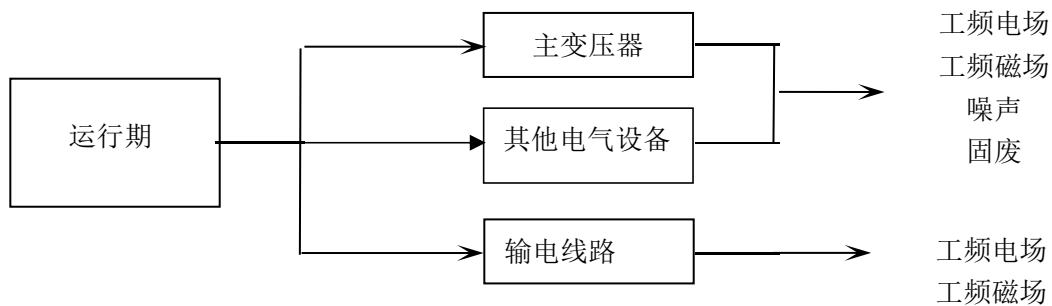 运行期
主变压器
其他电气设备
输电线路
工频电场
工频磁场
噪声
固废
工频电场
工频磁场